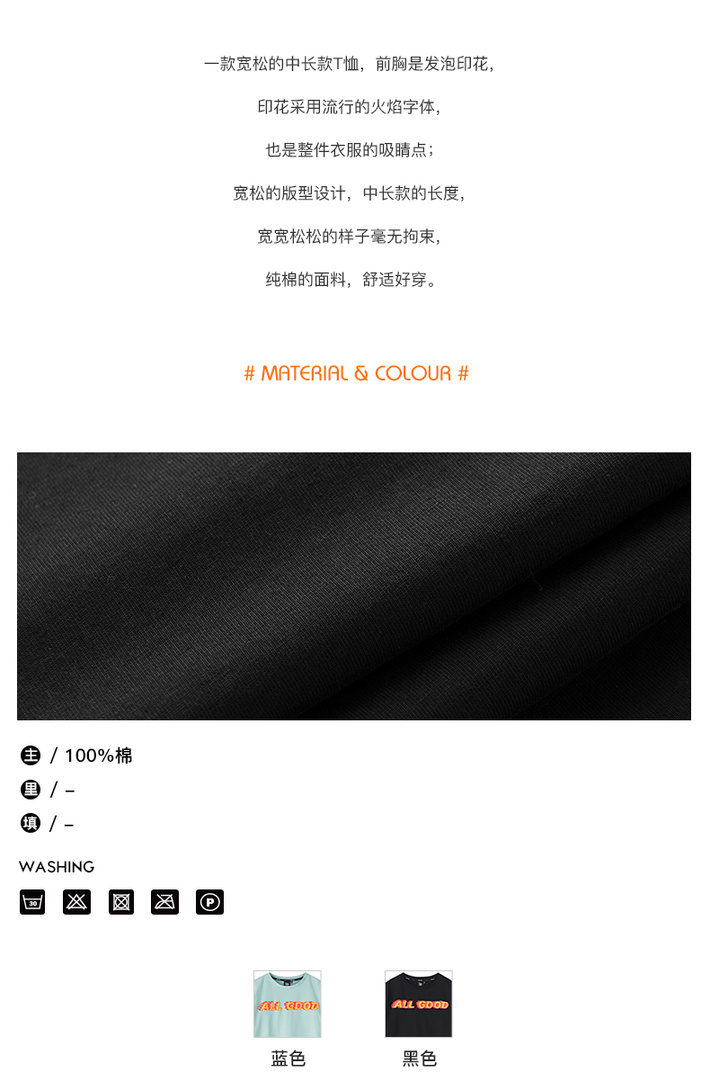 一款宽松的中长款T恤，前胸是发泡印花，
印花采用流行的火焰字体，
也是整件衣服的吸睛点；
宽松的版型设计，中长款的长度，
宽宽松松的样子毫无拘束，
纯棉的面料，舒适好穿。
# MATERIAL & COLOUR #
主 / 100%棉
里 / –
填 / –
WASHING
30 P
ALL GOOD ALL GOOD
蓝色 黑色